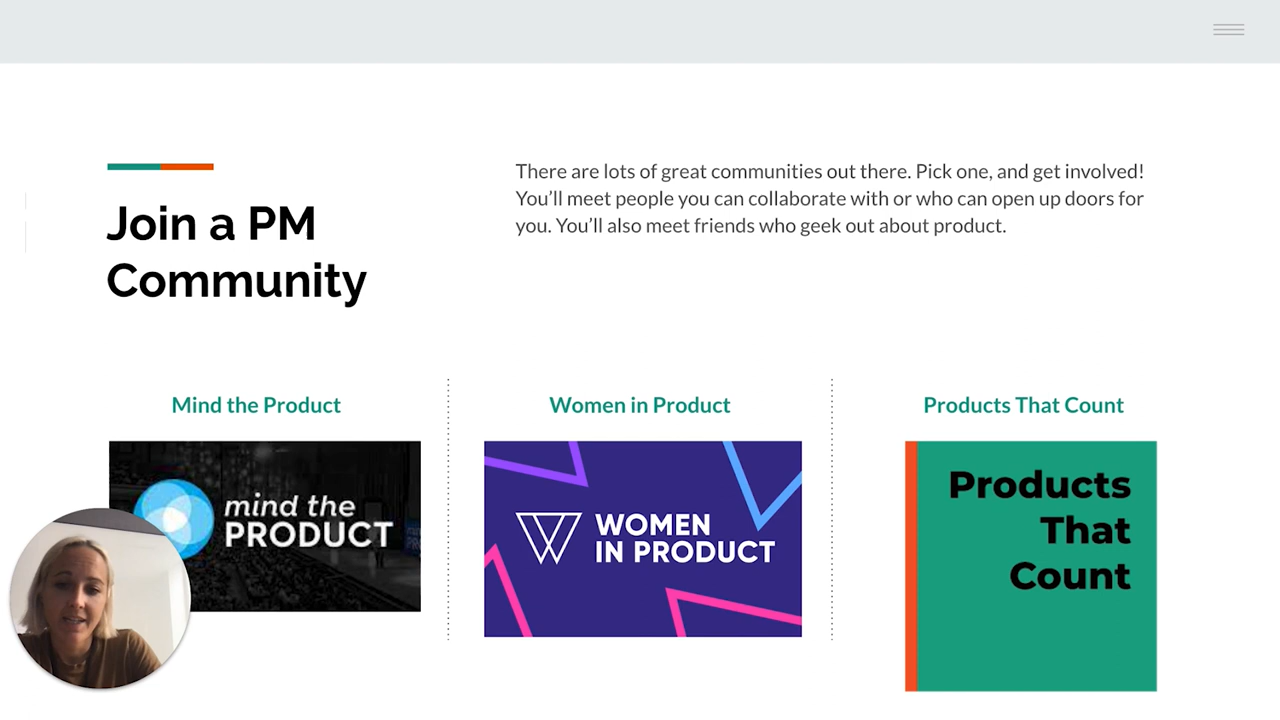 Join a PM
Community
There are lots of great communities out there. Pick one, and get involved!
You'll meet people you can collaborate with or who can open up doors for
you. You'll also meet friends who geek out about product.
Mind the Product
mind the
PRODUCT
Women in Product
WOMEN
IN PRODUCT
Products That Count
Products
That
Count